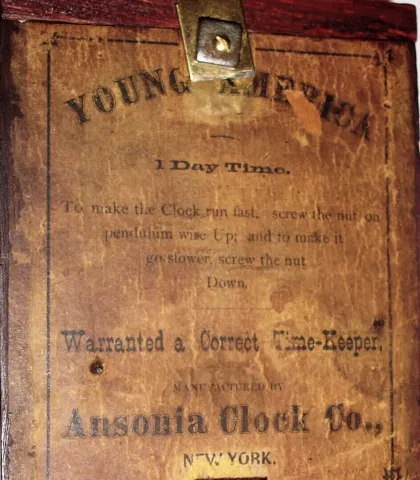 YOUNG AMERICA
1 Day Time.
To make the Clock run fast, screw the nut on
pendulum wise Up; and to make it
go slower, screw the nut
Down.
Warranted a Correct Time-Keeper,
MANUFACTURED BY
Ansonia Clock Co.,
NEW YORK.